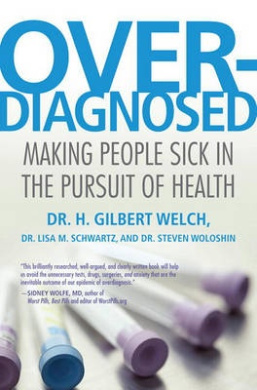 OVER-
DIAGNOSED
MAKING PEOPLE SICK IN
THE PURSUIT OF HEALTH
DR. H. GILBERT WELCH,
DR. LISA M. SCHWARTZ, AND DR. STEVEN WOLOSHIN
"This brilliantly researched, well-argued, and clearly written book will help
us avoid the unnecessary tests, drugs, surgeries, and anxiety that are the
inevitable outcome of our epidemic of overdiagnosis."
—SIDNEY WOLFE, MD, author of
Worst Pills, Best Pills and editor of WorstPills.org